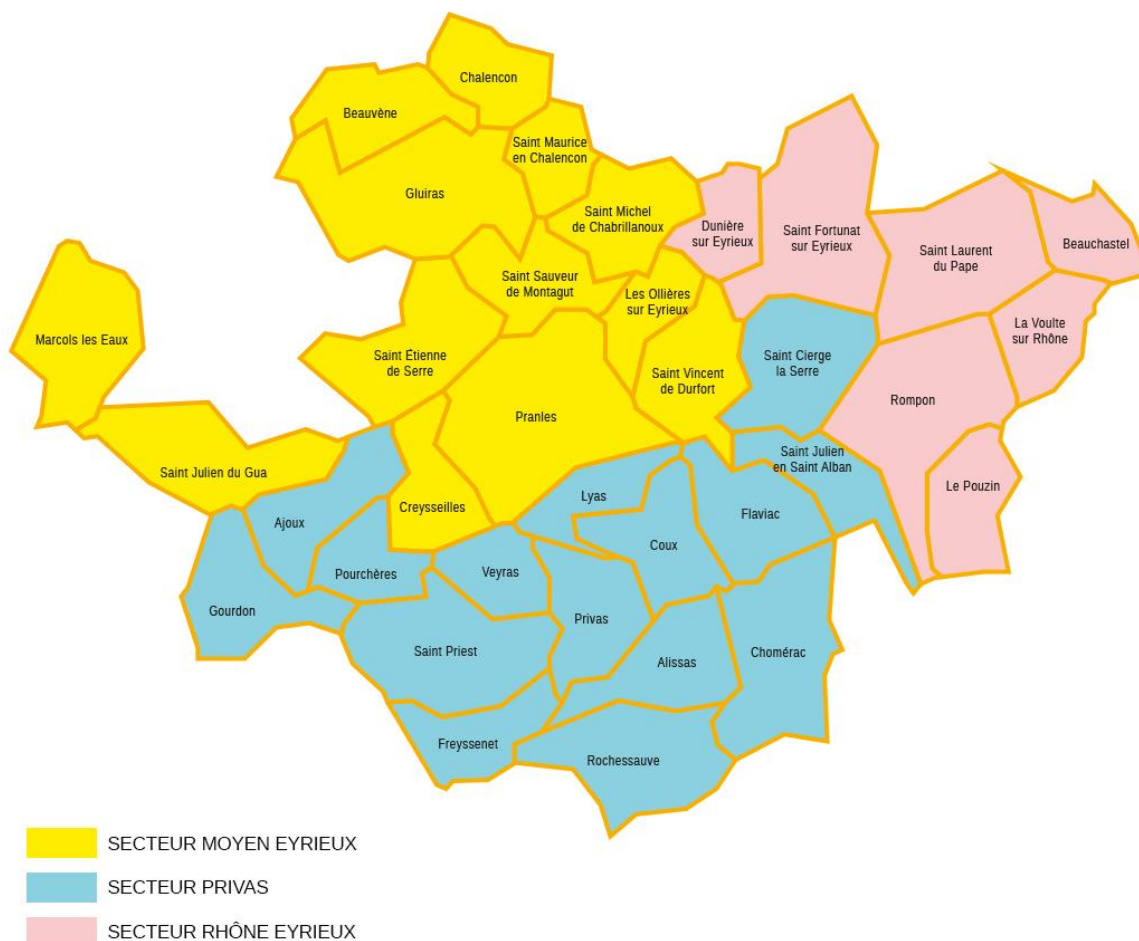 Chalencon
Beauvène
Saint Maurice
en Chalencon
Gluiras
Saint Michel
de Chabrillanoux
Dunière
sur Eyrieux
Saint Fortunat
sur Eyrieux
Saint Laurent
du Pape
Beauchastel
Saint Sauveur
de Montagut
Les Ollières
sur Eyrieux
La Voulte
sur Rhône
Marcols les Eaux
Saint Étienne
de Serre
Saint Vincent
de Durfort
Saint Cierge
la Serre
Rompon
Pranles
Saint Julien du Gua
Saint Julien
en Saint Alban
Le Pouzin
Creysseilles
Lyas
Flaviac
Ajoux
Coux
Pourchères
Veyras
Gourdon
Privas
Saint Priest
Alissas
Chomérac
Freyssenet
Rochessauve
SECTEUR MOYEN EYRIEUX
SECTEUR PRIVAS
SECTEUR RHÔNE EYRIEUX